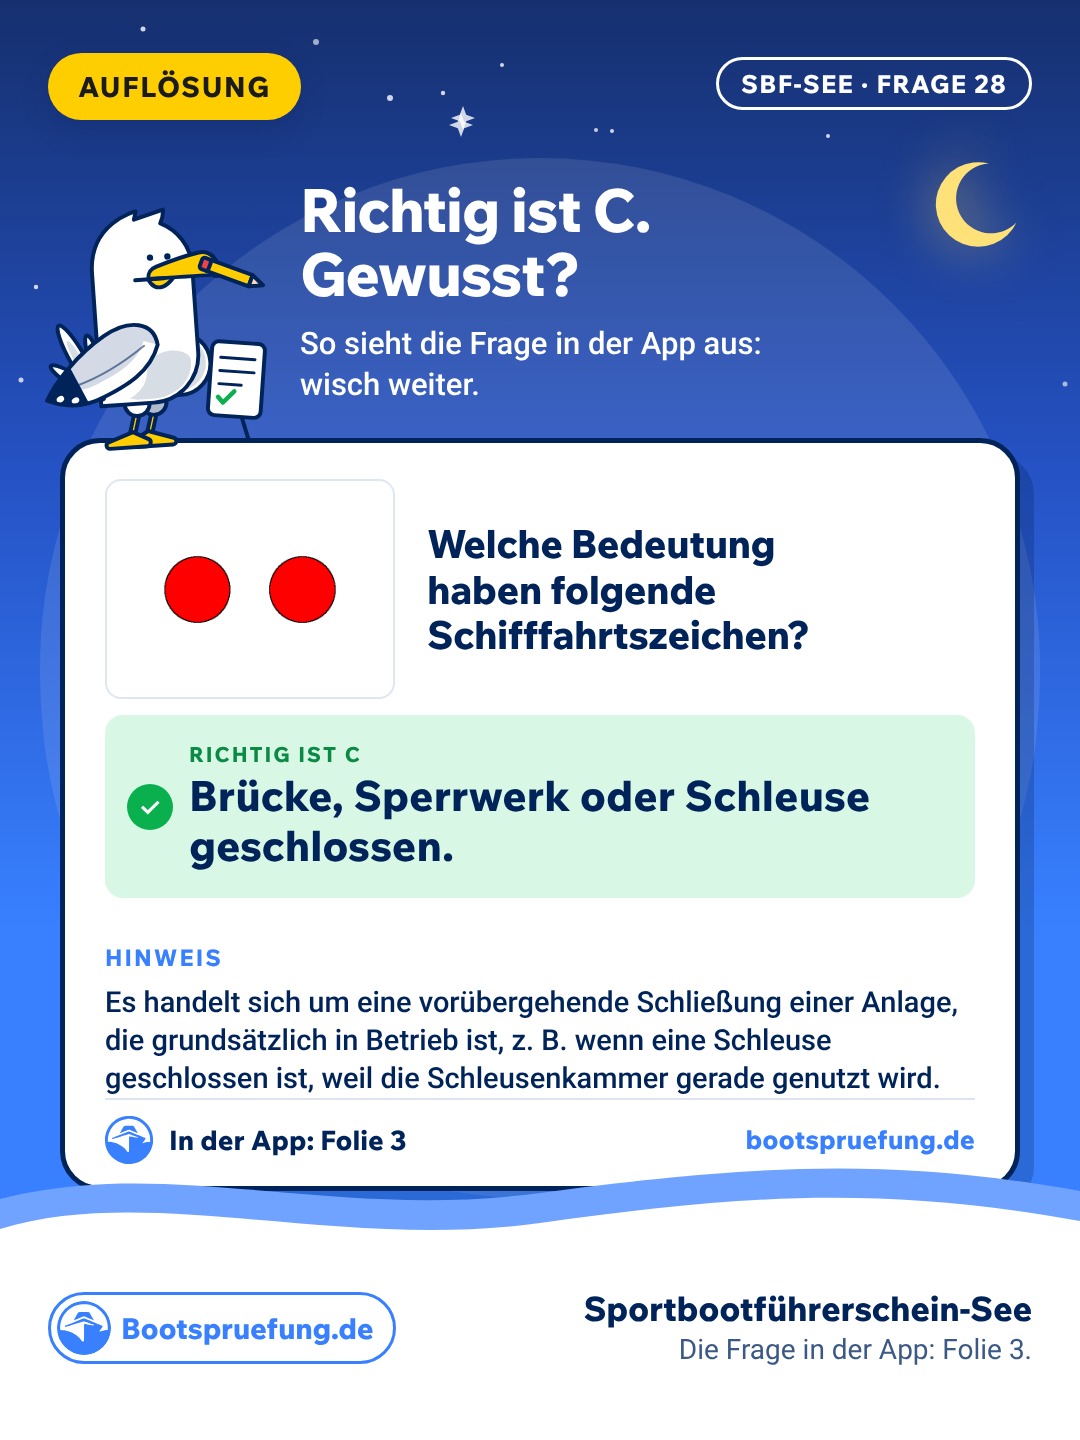 AUFLÖSUNG
SBF-SEE · FRAGE 28
Richtig ist C.
Gewusst?
So sieht die Frage in der App aus:
wisch weiter.
Welche Bedeutung
haben folgende
Schifffahrtszeichen?
RICHTIG IST C
Brücke, Sperrwerk oder Schleuse
geschlossen.
HINWEIS
Es handelt sich um eine vorübergehende Schließung einer Anlage,
die grundsätzlich in Betrieb ist, z. B. wenn eine Schleuse
geschlossen ist, weil die Schleusenkammer gerade genutzt wird.
In der App: Folie 3
bootspruefung.de
Bootspruefung.de
Sportbootführerschein-See
Die Frage in der App: Folie 3.